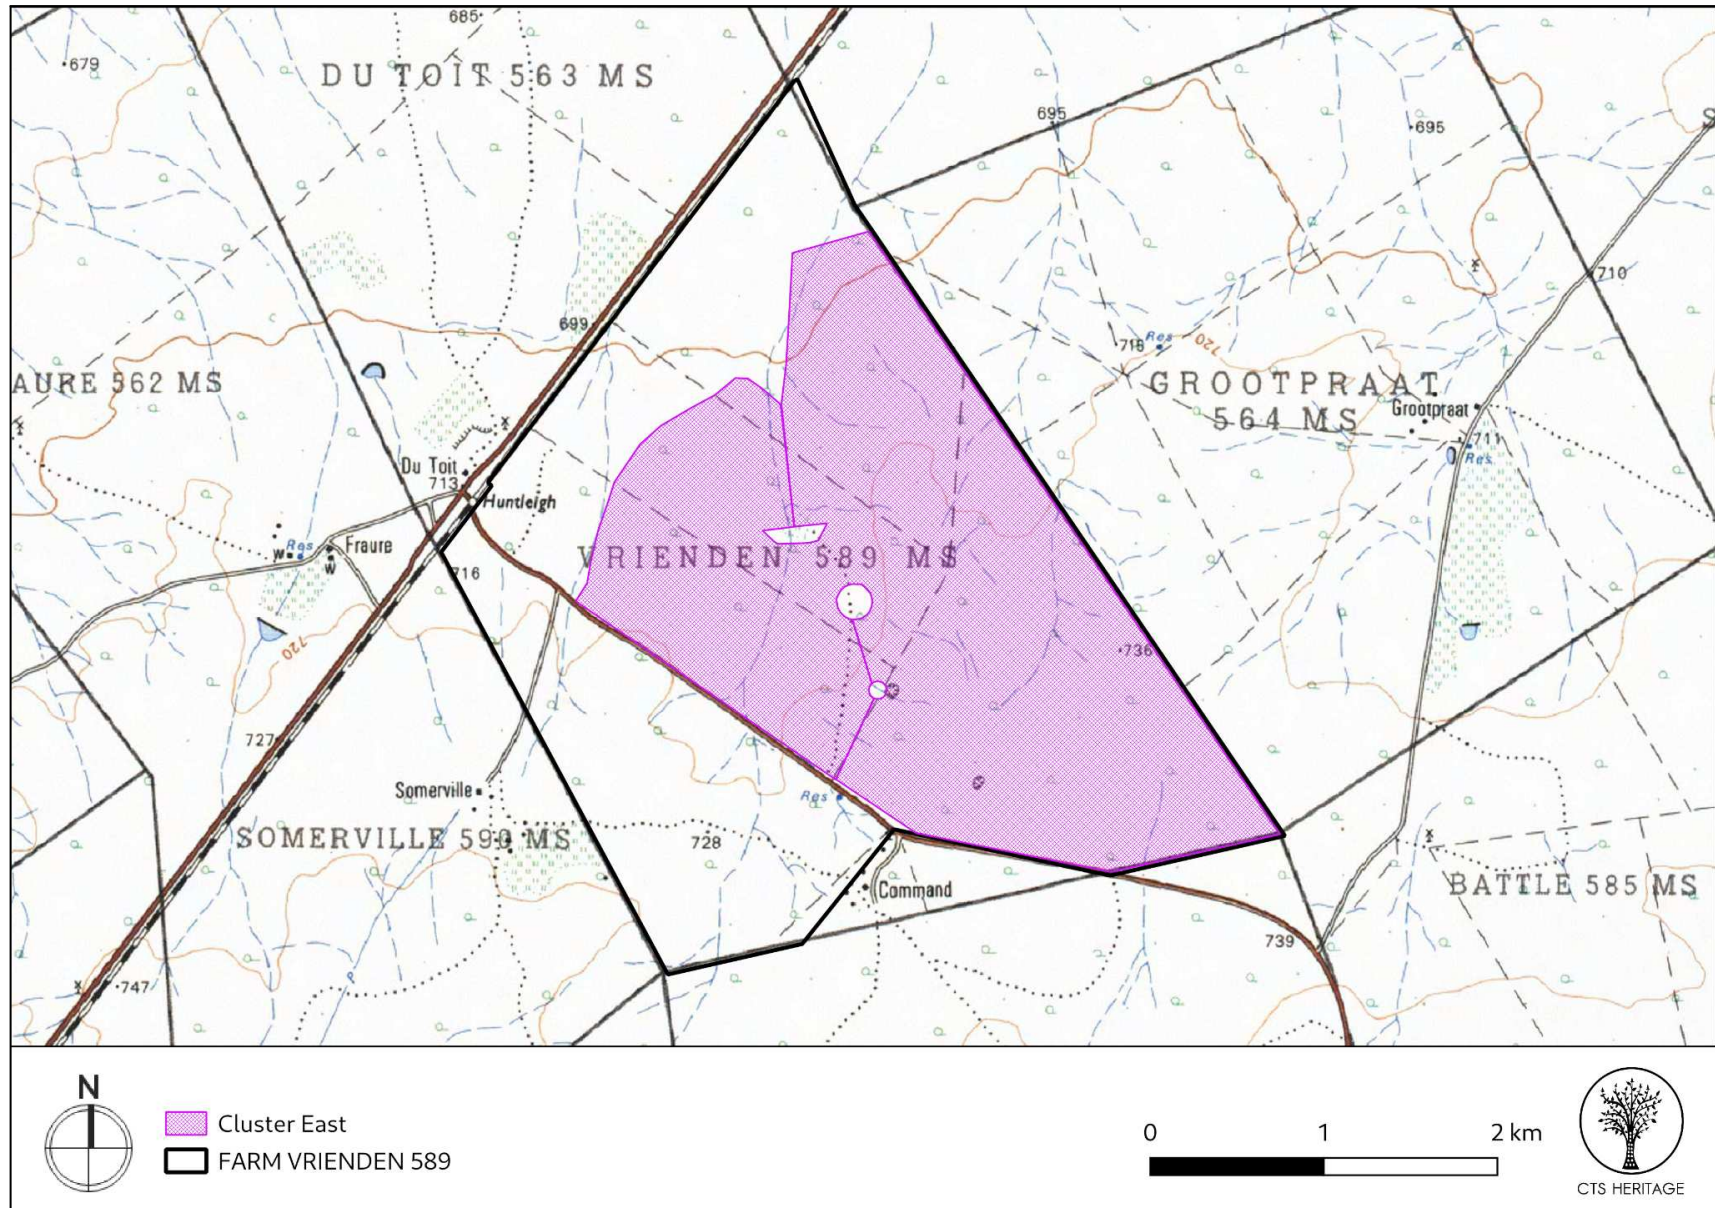 685
679
DU TOIT 563 MS
695
695
S
710
699
718
Res
720
AURE 562 MS
GROOTPRAAT
564 MS
Grootpraat
711
Res
Du Toit
713
Huntleigh
Res
Fraure
W
W
VRIENDEN 589 MS
716
720
736
727
Somerville
Res
SOMERVILLE 590 MS
728
Command
BATTLE 585 MS
739
747
N
Cluster East
FARM VRIENDEN 589
0 1 2 km
CTS HERITAGE